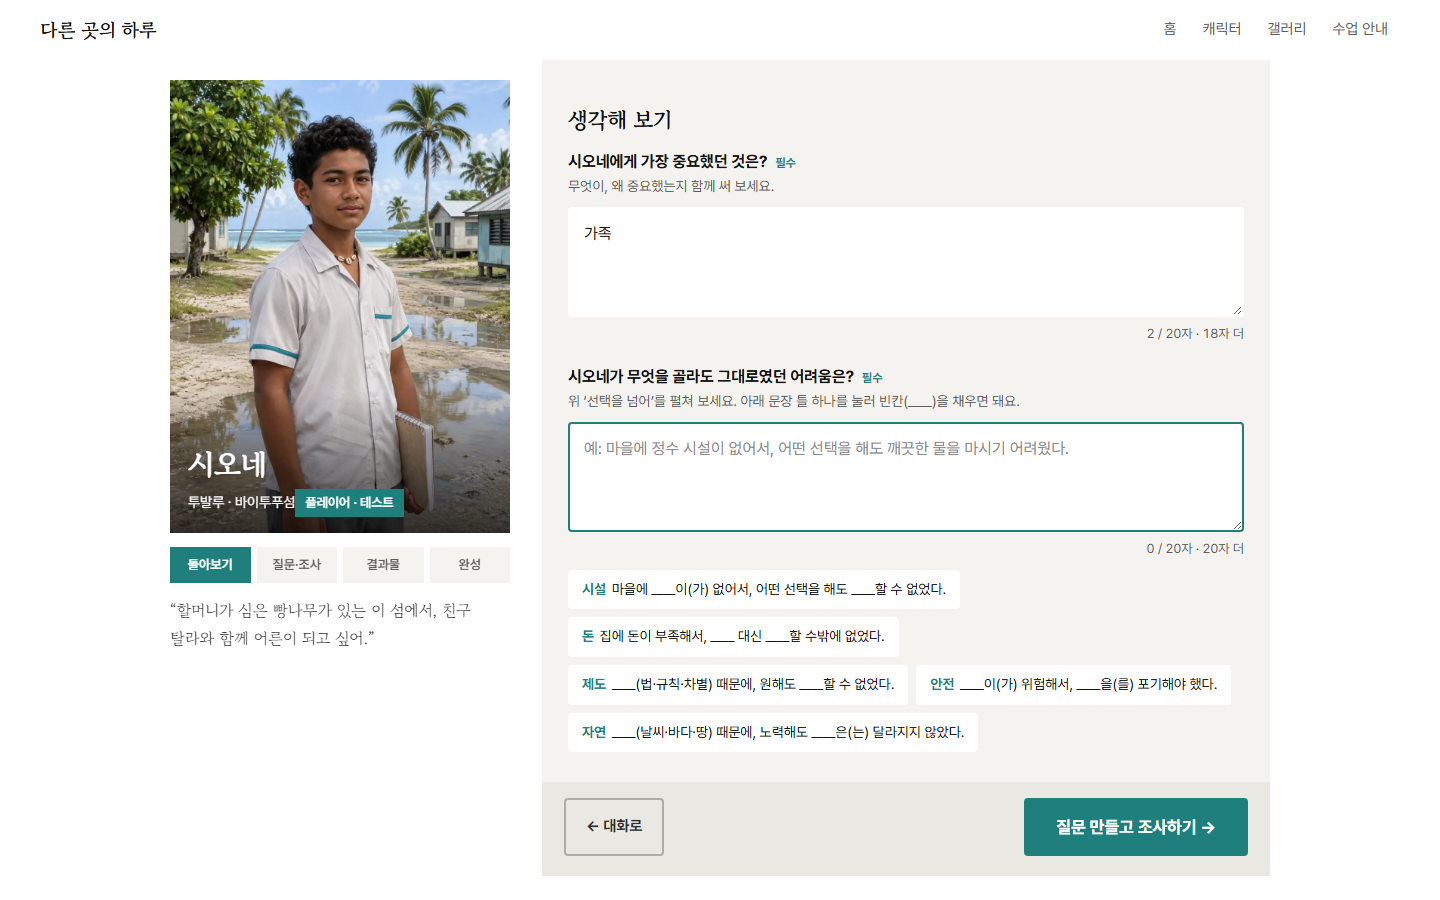 다른 곳의 하루
홈 캐릭터 갤러리 수업 안내
시오네
투발루 · 바이투푸섬 플레이어 · 테스트
돌아보기 질문·조사 결과물 완성
“할머니가 심은 빵나무가 있는 이 섬에서, 친구
탈라와 함께 어른이 되고 싶어.”
생각해 보기
시오네에게 가장 중요했던 것은? 필수
무엇이, 왜 중요했는지 함께 써 보세요.
가족
2 / 20자 · 18자 더
시오네가 무엇을 골라도 그대로였던 어려움은? 필수
위 ‘선택을 넘어’를 펼쳐 보세요. 아래 문장 틀 하나를 눌러 빈칸(____)을 채우면 돼요.
예: 마을에 정수 시설이 없어서, 어떤 선택을 해도 깨끗한 물을 마시기 어려웠다.
0 / 20자 · 20자 더
시설 마을에 ____이(가) 없어서, 어떤 선택을 해도 ____할 수 없었다.
돈 집에 돈이 부족해서, ____ 대신 ____할 수밖에 없었다.
제도 ____(법·규칙·차별) 때문에, 원해도 ____할 수 없었다. 안전 ____이(가) 위험해서, ____을(를) 포기해야 했다.
자연 ____(날씨·바다·땅) 때문에, 노력해도 ____은(는) 달라지지 않았다.
← 대화로 질문 만들고 조사하기 →